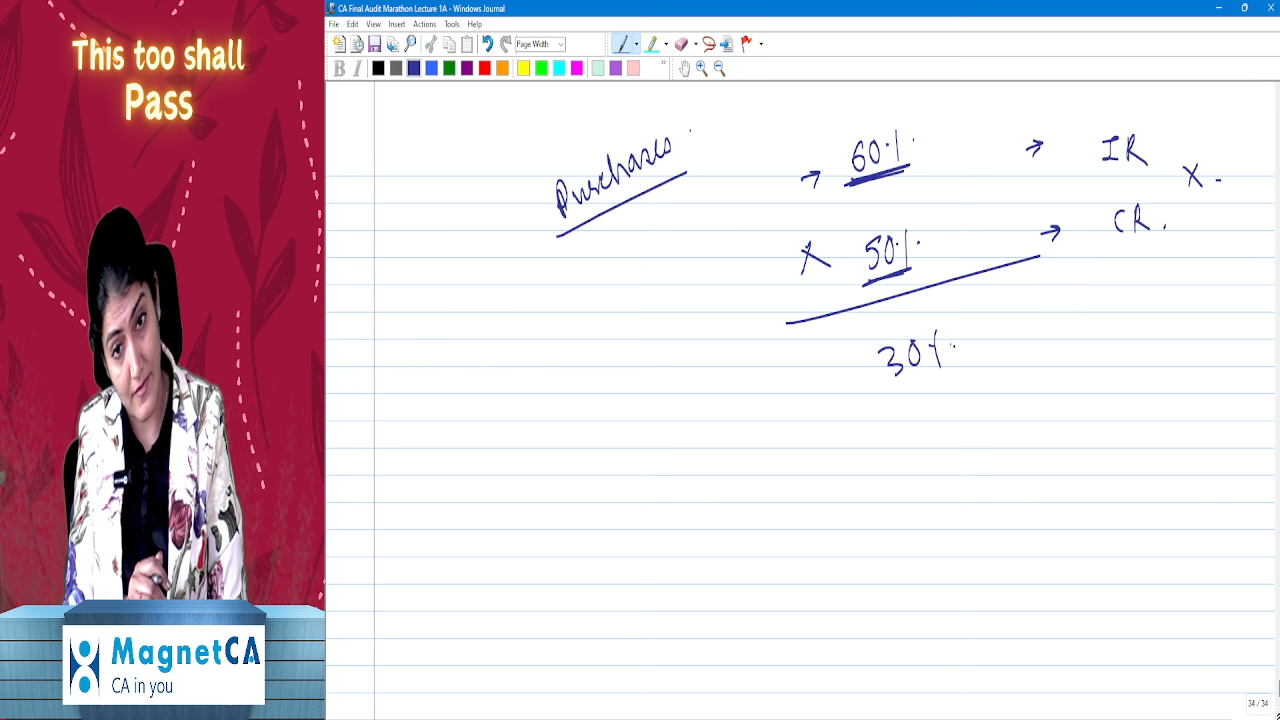 This too shall
Pass
CA Final Audit Marathon Lecture 1A - Windows Journal
File Edit View Insert Actions Tools Help
Page Width
B I
Purchases
→ 60% → IR
X
X 50% → CR.
30%
MagnetCA
CA in you
34 / 34